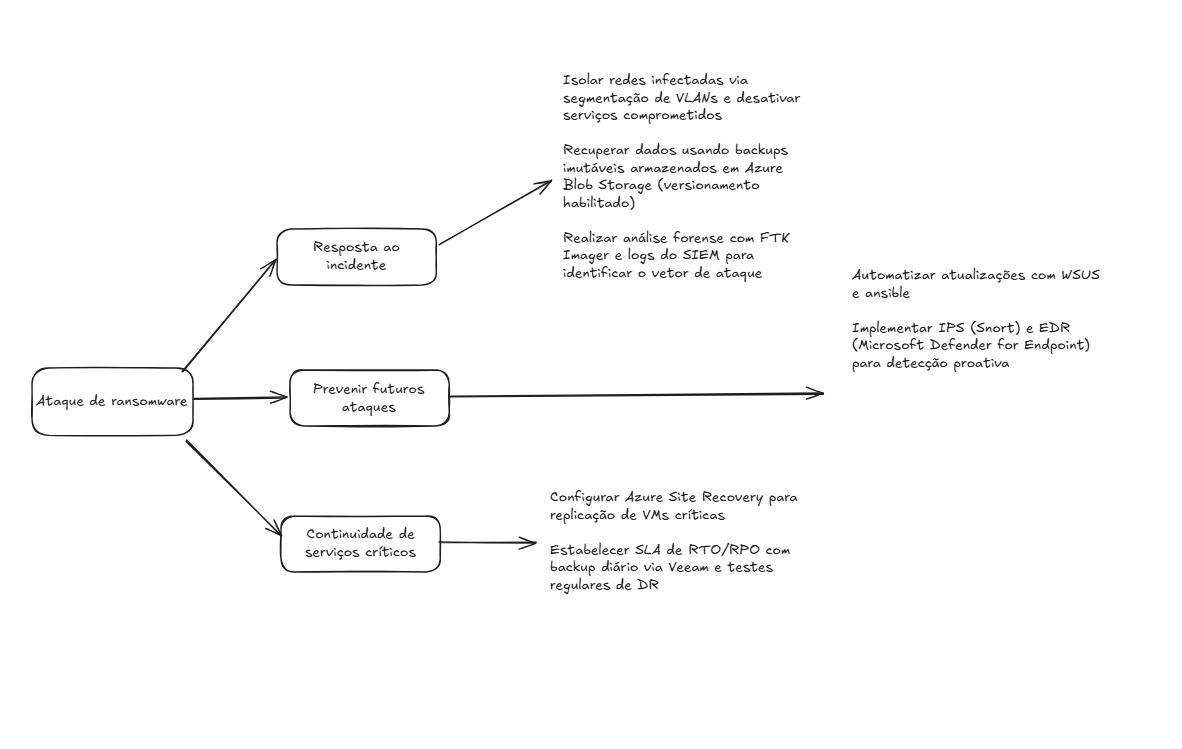 Isolar redes infectadas via
segmentação de VLANs e desativar
serviços comprometidos
Recuperar dados usando backups
imutáveis armazenados em Azure
Blob Storage (versionamento
habilitado)
Realizar análise forense com FTK
Imager e logs do SIEM para
identificar o vetor de ataque
Resposta ao
incidente
Automatizar atualizações com WSUS
e ansible
Implementar IPS (Snort) e EDR
(Microsoft Defender for Endpoint)
para detecção proativa
Ataque de ransomware
Prevenir futuros
ataques
Configurar Azure Site Recovery para
replicação de VMs críticas
Estabelecer SLA de RTO/RPO com
backup diário via Veeam e testes
regulares de DR
Continuidade de
serviços críticos